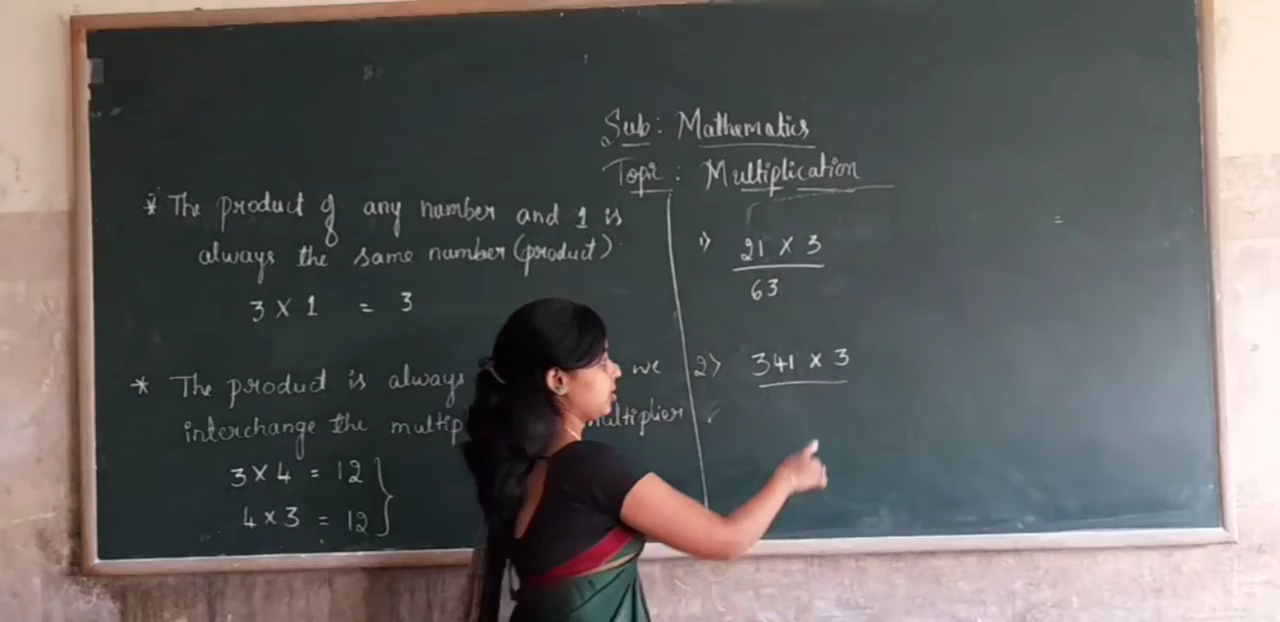 Sub: Mathematics
Topic: Multiplication
* The product of any number and 1 is
always the same number (product)
3 X 1 = 3
* The product is always we
interchange the
3 X 4 = 12
4 X 3 = 12
1) 21 X 3
63
2) 341 X 3
=